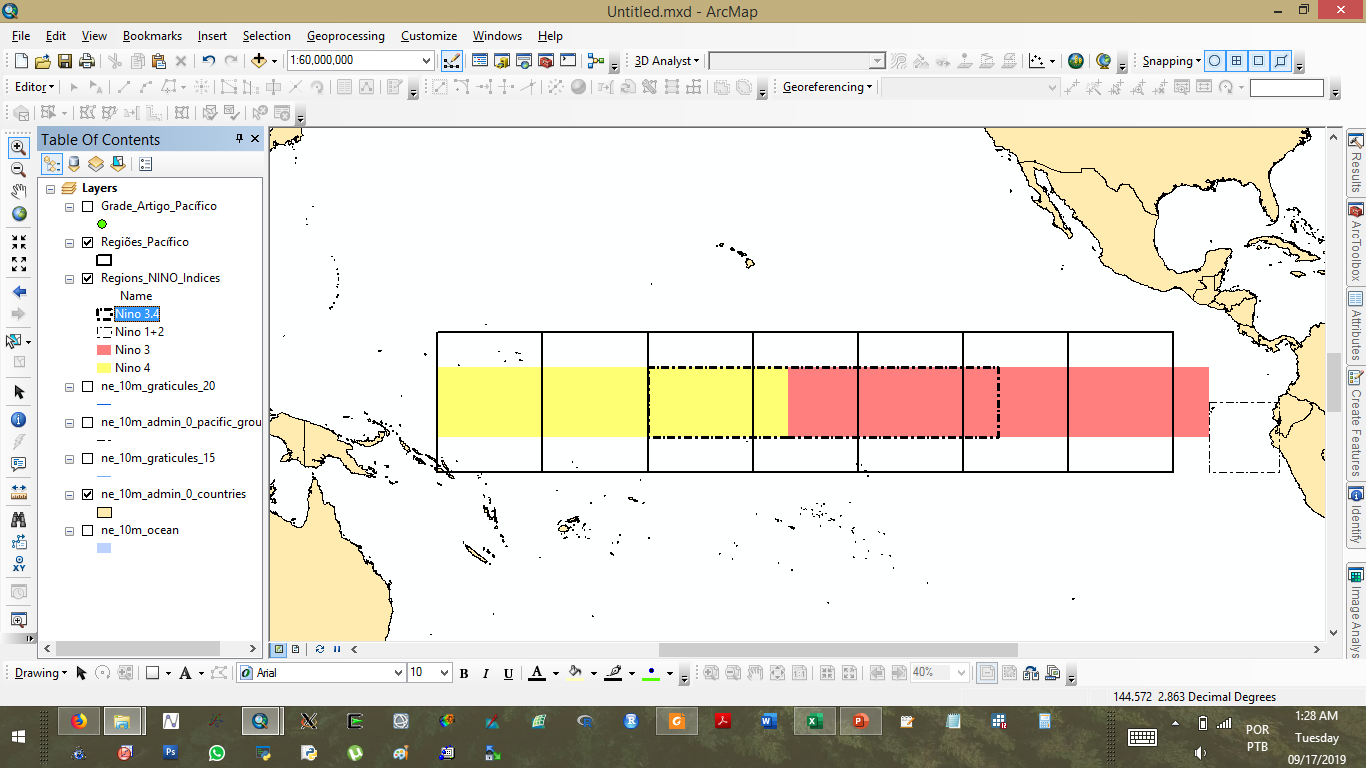 Untitled.mxd - ArcMap
File Edit View Bookmarks Insert Selection Geoprocessing Customize Windows Help
1:60,000,000 3D Analyst Snapping
Editor Georeferencing
Table Of Contents
Layers
Grade_Artigo_Pacífico
Regiões_Pacífico
Regions_NINO_Indices
Name
Nino 3.4
Nino 1+2
Nino 3
Nino 4
ne_10m_graticules_20
ne_10m_admin_0_pacific_grou
ne_10m_graticules_15
ne_10m_admin_0_countries
ne_10m_ocean
Results
ArcToolbox
Attributes
Create Features
Identify
Image Analys
Drawing Arial 10 B I U A 40%
144.572 2.863 Decimal Degrees
1:28 AM
POR
Tuesday
PTB
09/17/2019